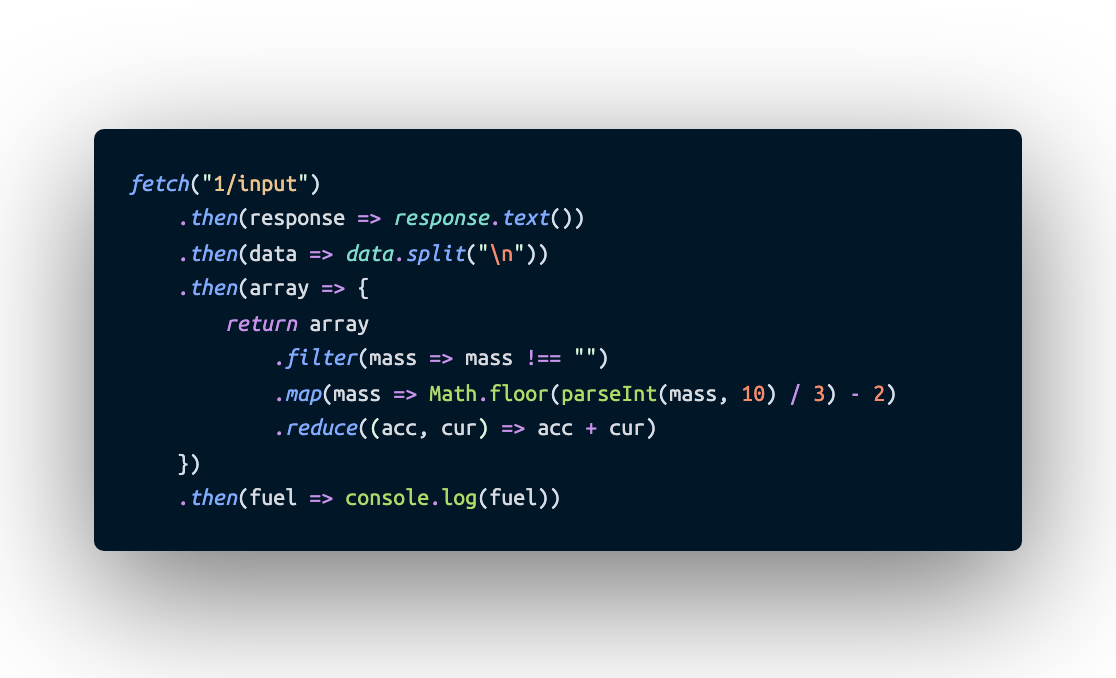 fetch("1/input")
    .then(response => response.text())
    .then(data => data.split("\n"))
    .then(array => {
        return array
            .filter(mass => mass !== "")
            .map(mass => Math.floor(parseInt(mass, 10) / 3) - 2)
            .reduce((acc, cur) => acc + cur)
    })
    .then(fuel => console.log(fuel))